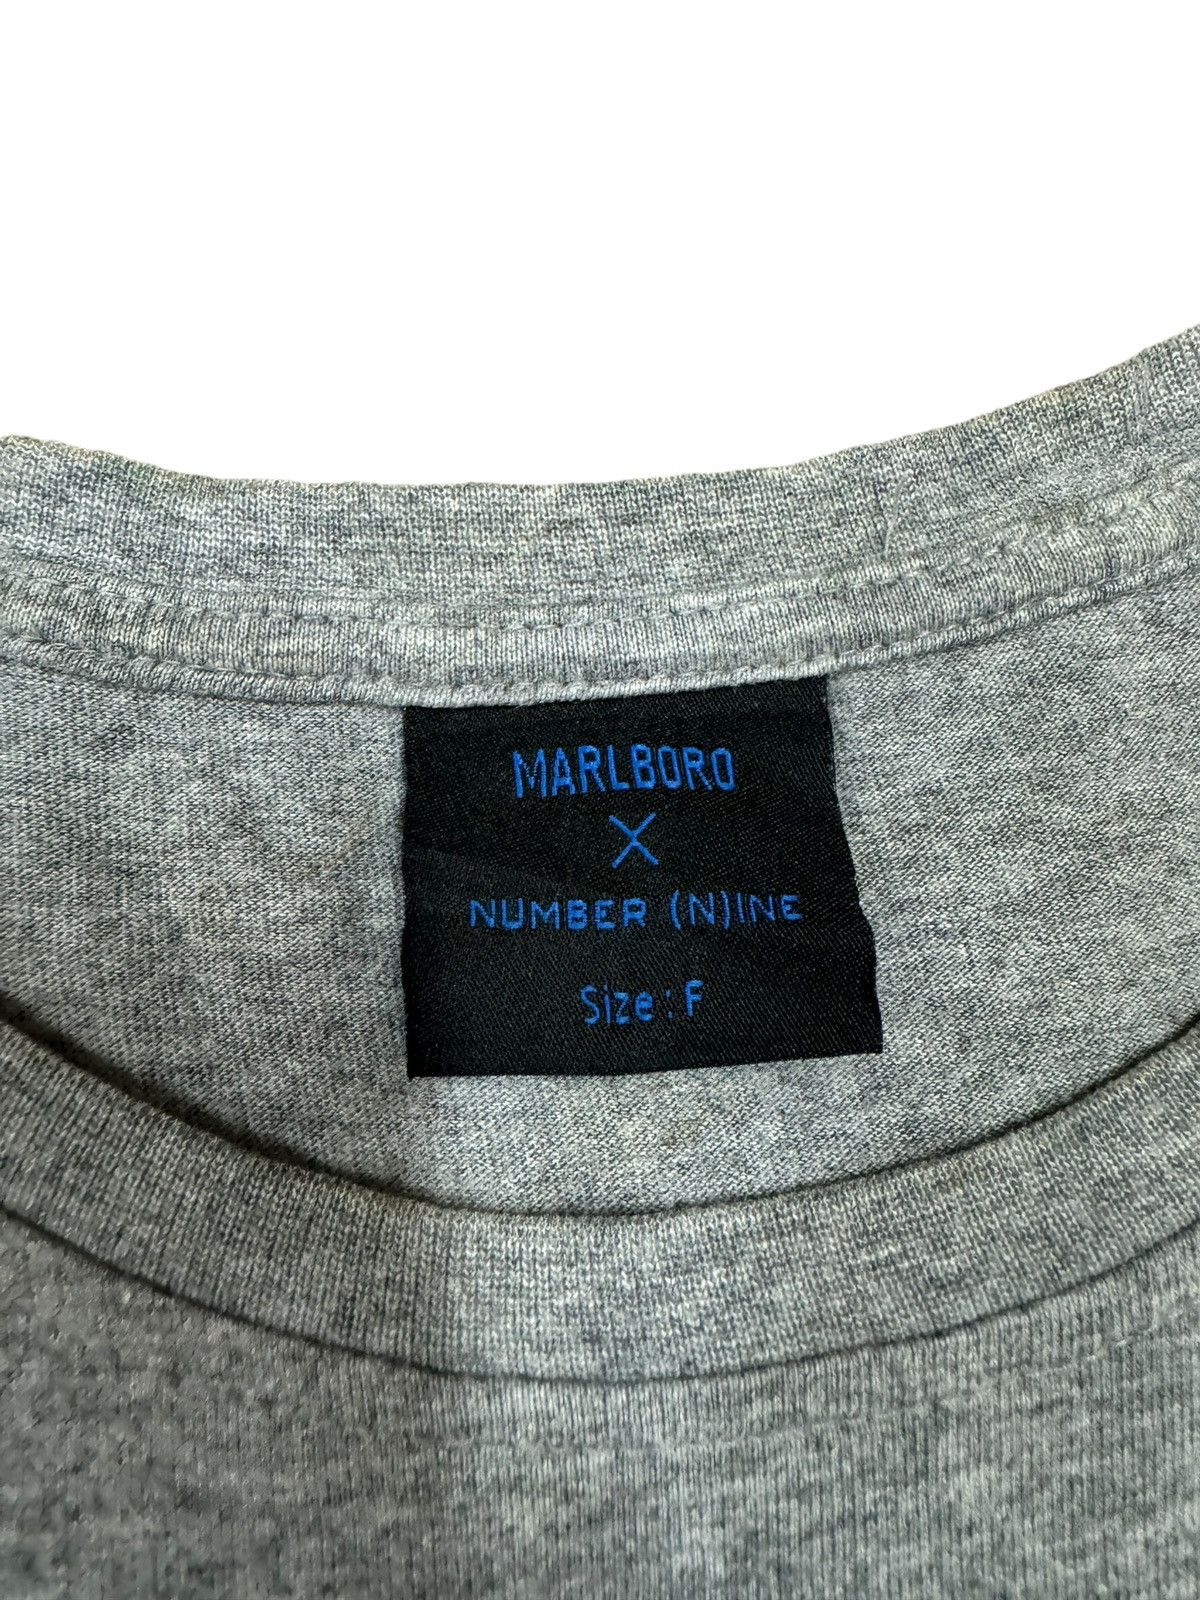 MARLBORO
X
NUMBER (N)INE
Size : F